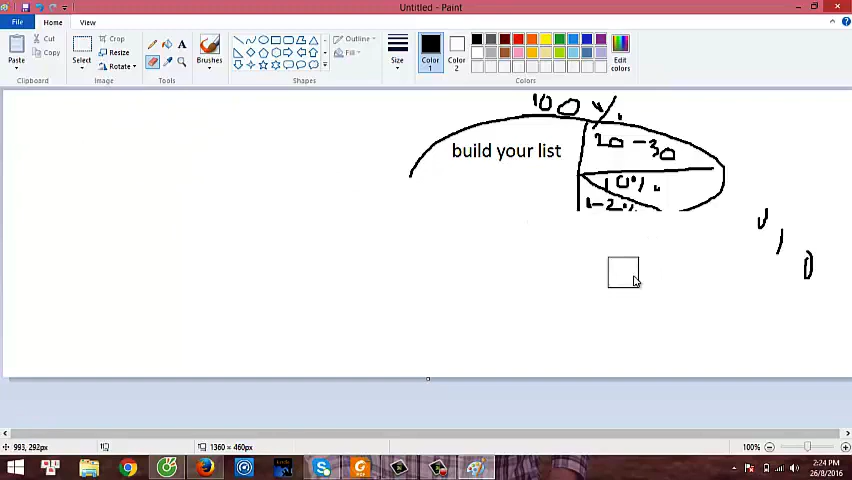 Untitled - Paint
File
Home
View
Paste
Cut
Copy
Clipboard
Select
Crop
Resize
Rotate
Image
A
Tools
Brushes
Outline
Fill
Shapes
Size
Color
1
Color
2
Edit
colors
Colors
100%
build your list
20 - 30
10%
1-2%
993, 292px
1360 × 460px
100%
2:24 PM
26/8/2016